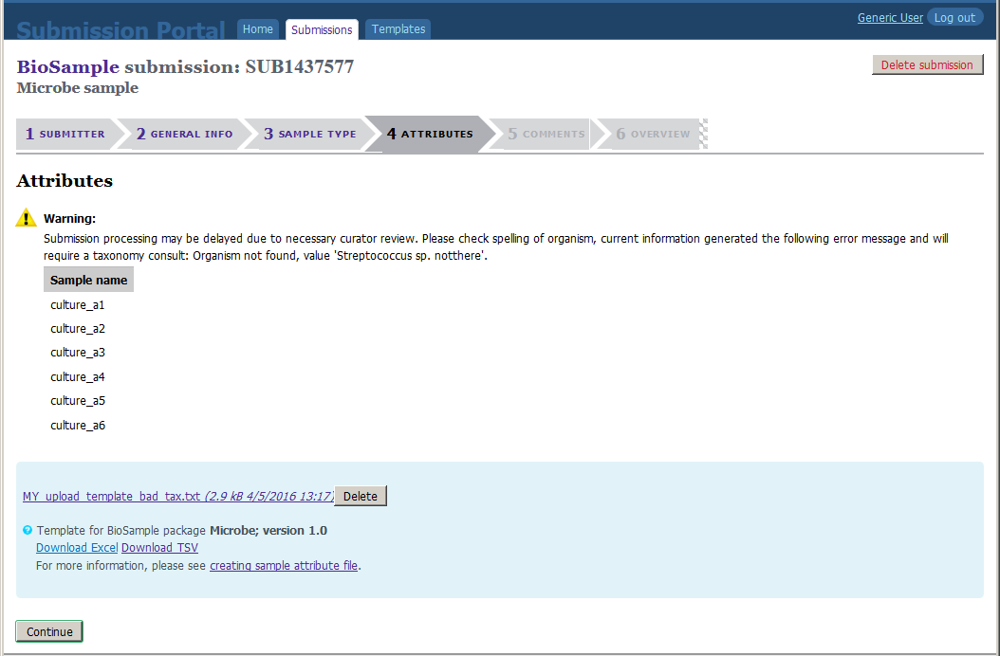 Submission Portal Home Submissions Templates Generic User Log out
BioSample submission: SUB1437577 Delete submission
Microbe sample
1 SUBMITTER 2 GENERAL INFO 3 SAMPLE TYPE 4 ATTRIBUTES 5 COMMENTS 6 OVERVIEW
Attributes
Warning:
Submission processing may be delayed due to necessary curator review. Please check spelling of organism, current information generated the following error message and will
require a taxonomy consult: Organism not found, value 'Streptococcus sp. notthere'.
Sample name
culture_a1
culture_a2
culture_a3
culture_a4
culture_a5
culture_a6
MY_upload_template_bad_tax.txt (2.9 kB 4/5/2016 13:17) Delete
? Template for BioSample package Microbe; version 1.0
Download Excel Download TSV
For more information, please see creating sample attribute file.
Continue